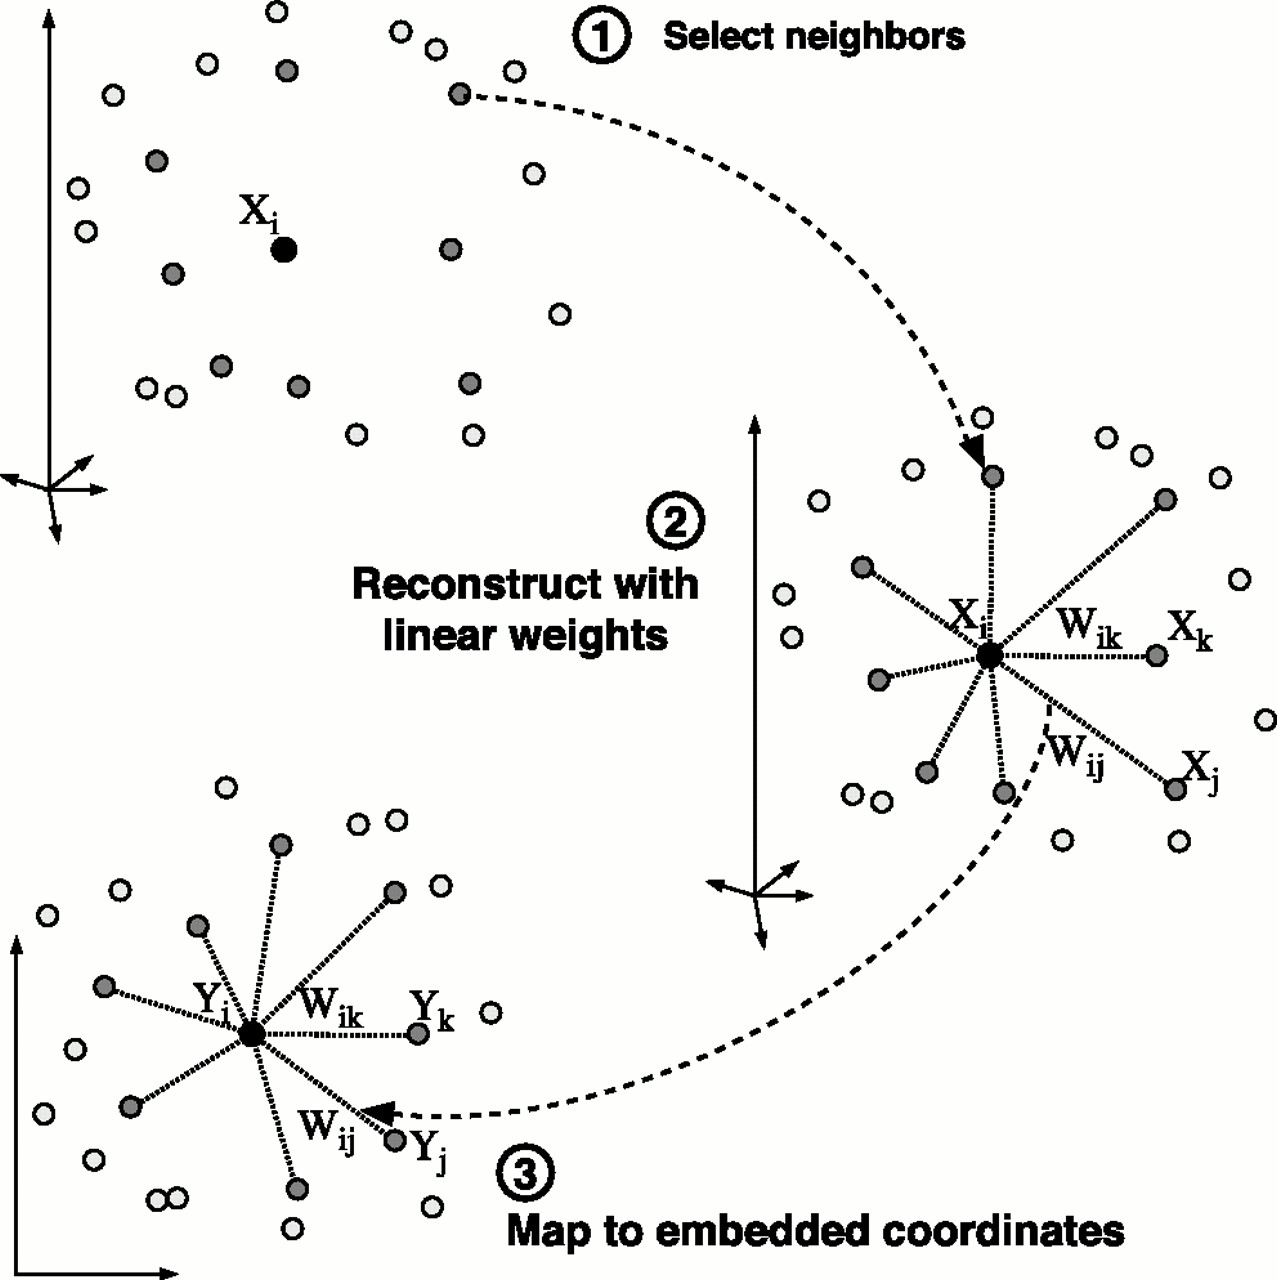 1 Select neighbors
Xi
2
Reconstruct with
linear weights
Xi Wik Xk
Wij Xj
Yi Wik Yk
Wij Yj
3
Map to embedded coordinates